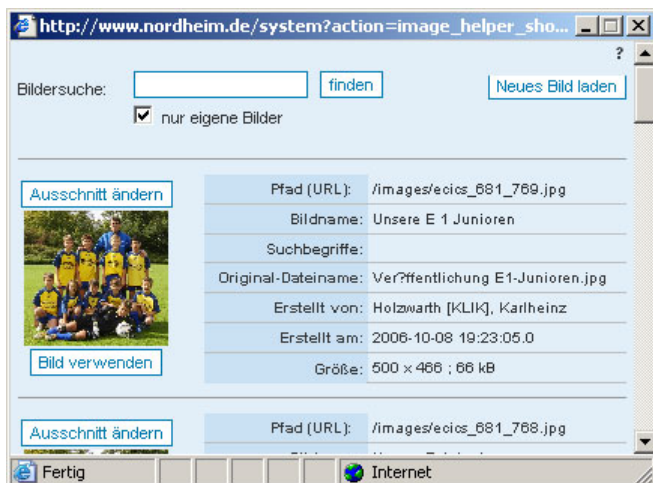 http://www.nordheim.de/system?action=image_helper_sho...
?
Bildersuche:
finden
Neues Bild laden
nur eigene Bilder
Ausschnitt ändern
Pfad (URL): /images/ecics_681_769.jpg
Bildname: Unsere E 1 Junioren
Suchbegriffe:
Original-Dateiname: Ver?ffentlichung E1-Junioren.jpg
Erstellt von: Holzwarth [KLIK], Karlheinz
Erstellt am: 2006-10-08 19:23:05.0
Größe: 500 x 466 ; 66 kB
Bild verwenden
Ausschnitt ändern
Pfad (URL): /images/ecics_681_768.jpg
Fertig
Internet